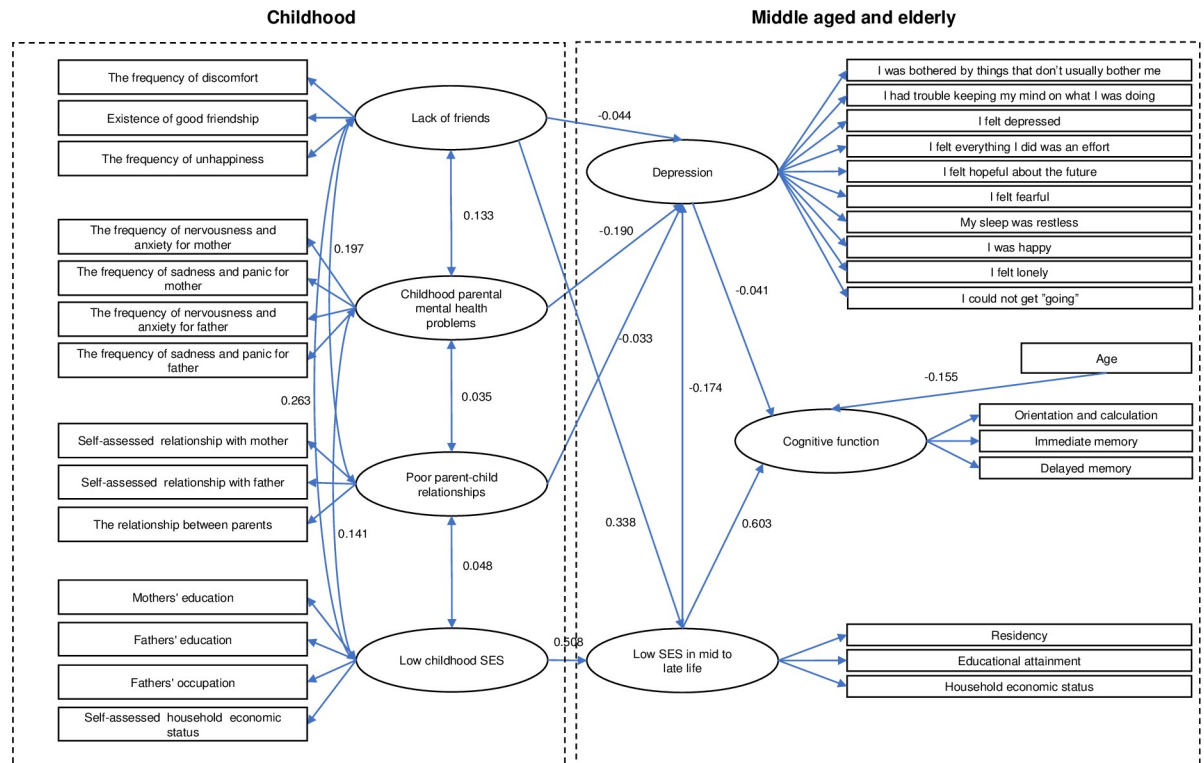 Childhood
Middle aged and elderly
The frequency of discomfort
Existence of good friendship
The frequency of unhappiness
The frequency of nervousness and
anxiety for mother
The frequency of sadness and panic for
mother
The frequency of nervousness and
anxiety for father
The frequency of sadness and panic for
father
Self-assessed relationship with mother
Self-assessed relationship with father
The relationship between parents
Mothers' education
Fathers' education
Fathers' occupation
Self-assessed household economic
status
Lack of friends
0.133
0.197
Childhood parental
mental health
problems
0.035
0.263
Poor parent-child
relationships
0.141
0.048
Low childhood SES
-0.044
-0.190
-0.033
0.338
0.508
Depression
-0.041
-0.174
-0.155
Cognitive function
0.603
Low SES in mid to
late life
I was bothered by things that don't usually bother me
I had trouble keeping my mind on what I was doing
I felt depressed
I felt everything I did was an effort
I felt hopeful about the future
I felt fearful
My sleep was restless
I was happy
I felt lonely
I could not get "going"
Age
Orientation and calculation
Immediate memory
Delayed memory
Residency
Educational attainment
Household economic status